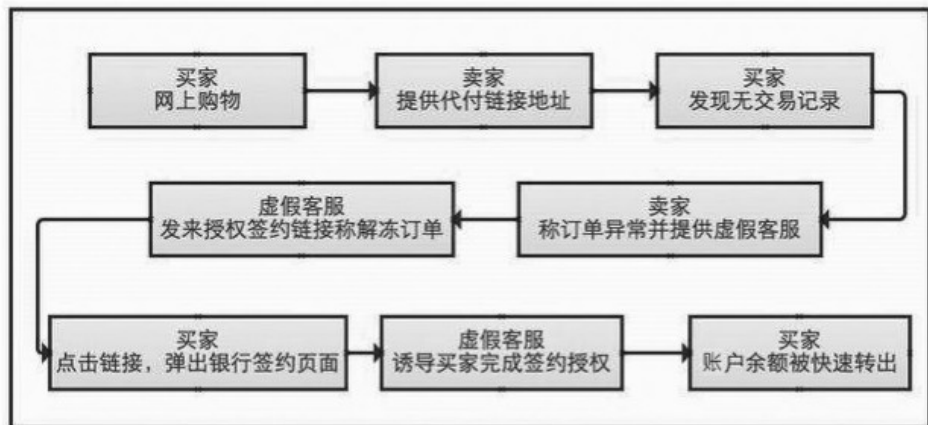 买家
网上购物
卖家
提供代付链接地址
买家
发现无交易记录
卖家
称订单异常并提供虚假客服
虚假客服
发来授权签约链接称解冻订单
买家
点击链接，弹出银行签约页面
虚假客服
诱导买家完成签约授权
买家
账户余额被快速转出